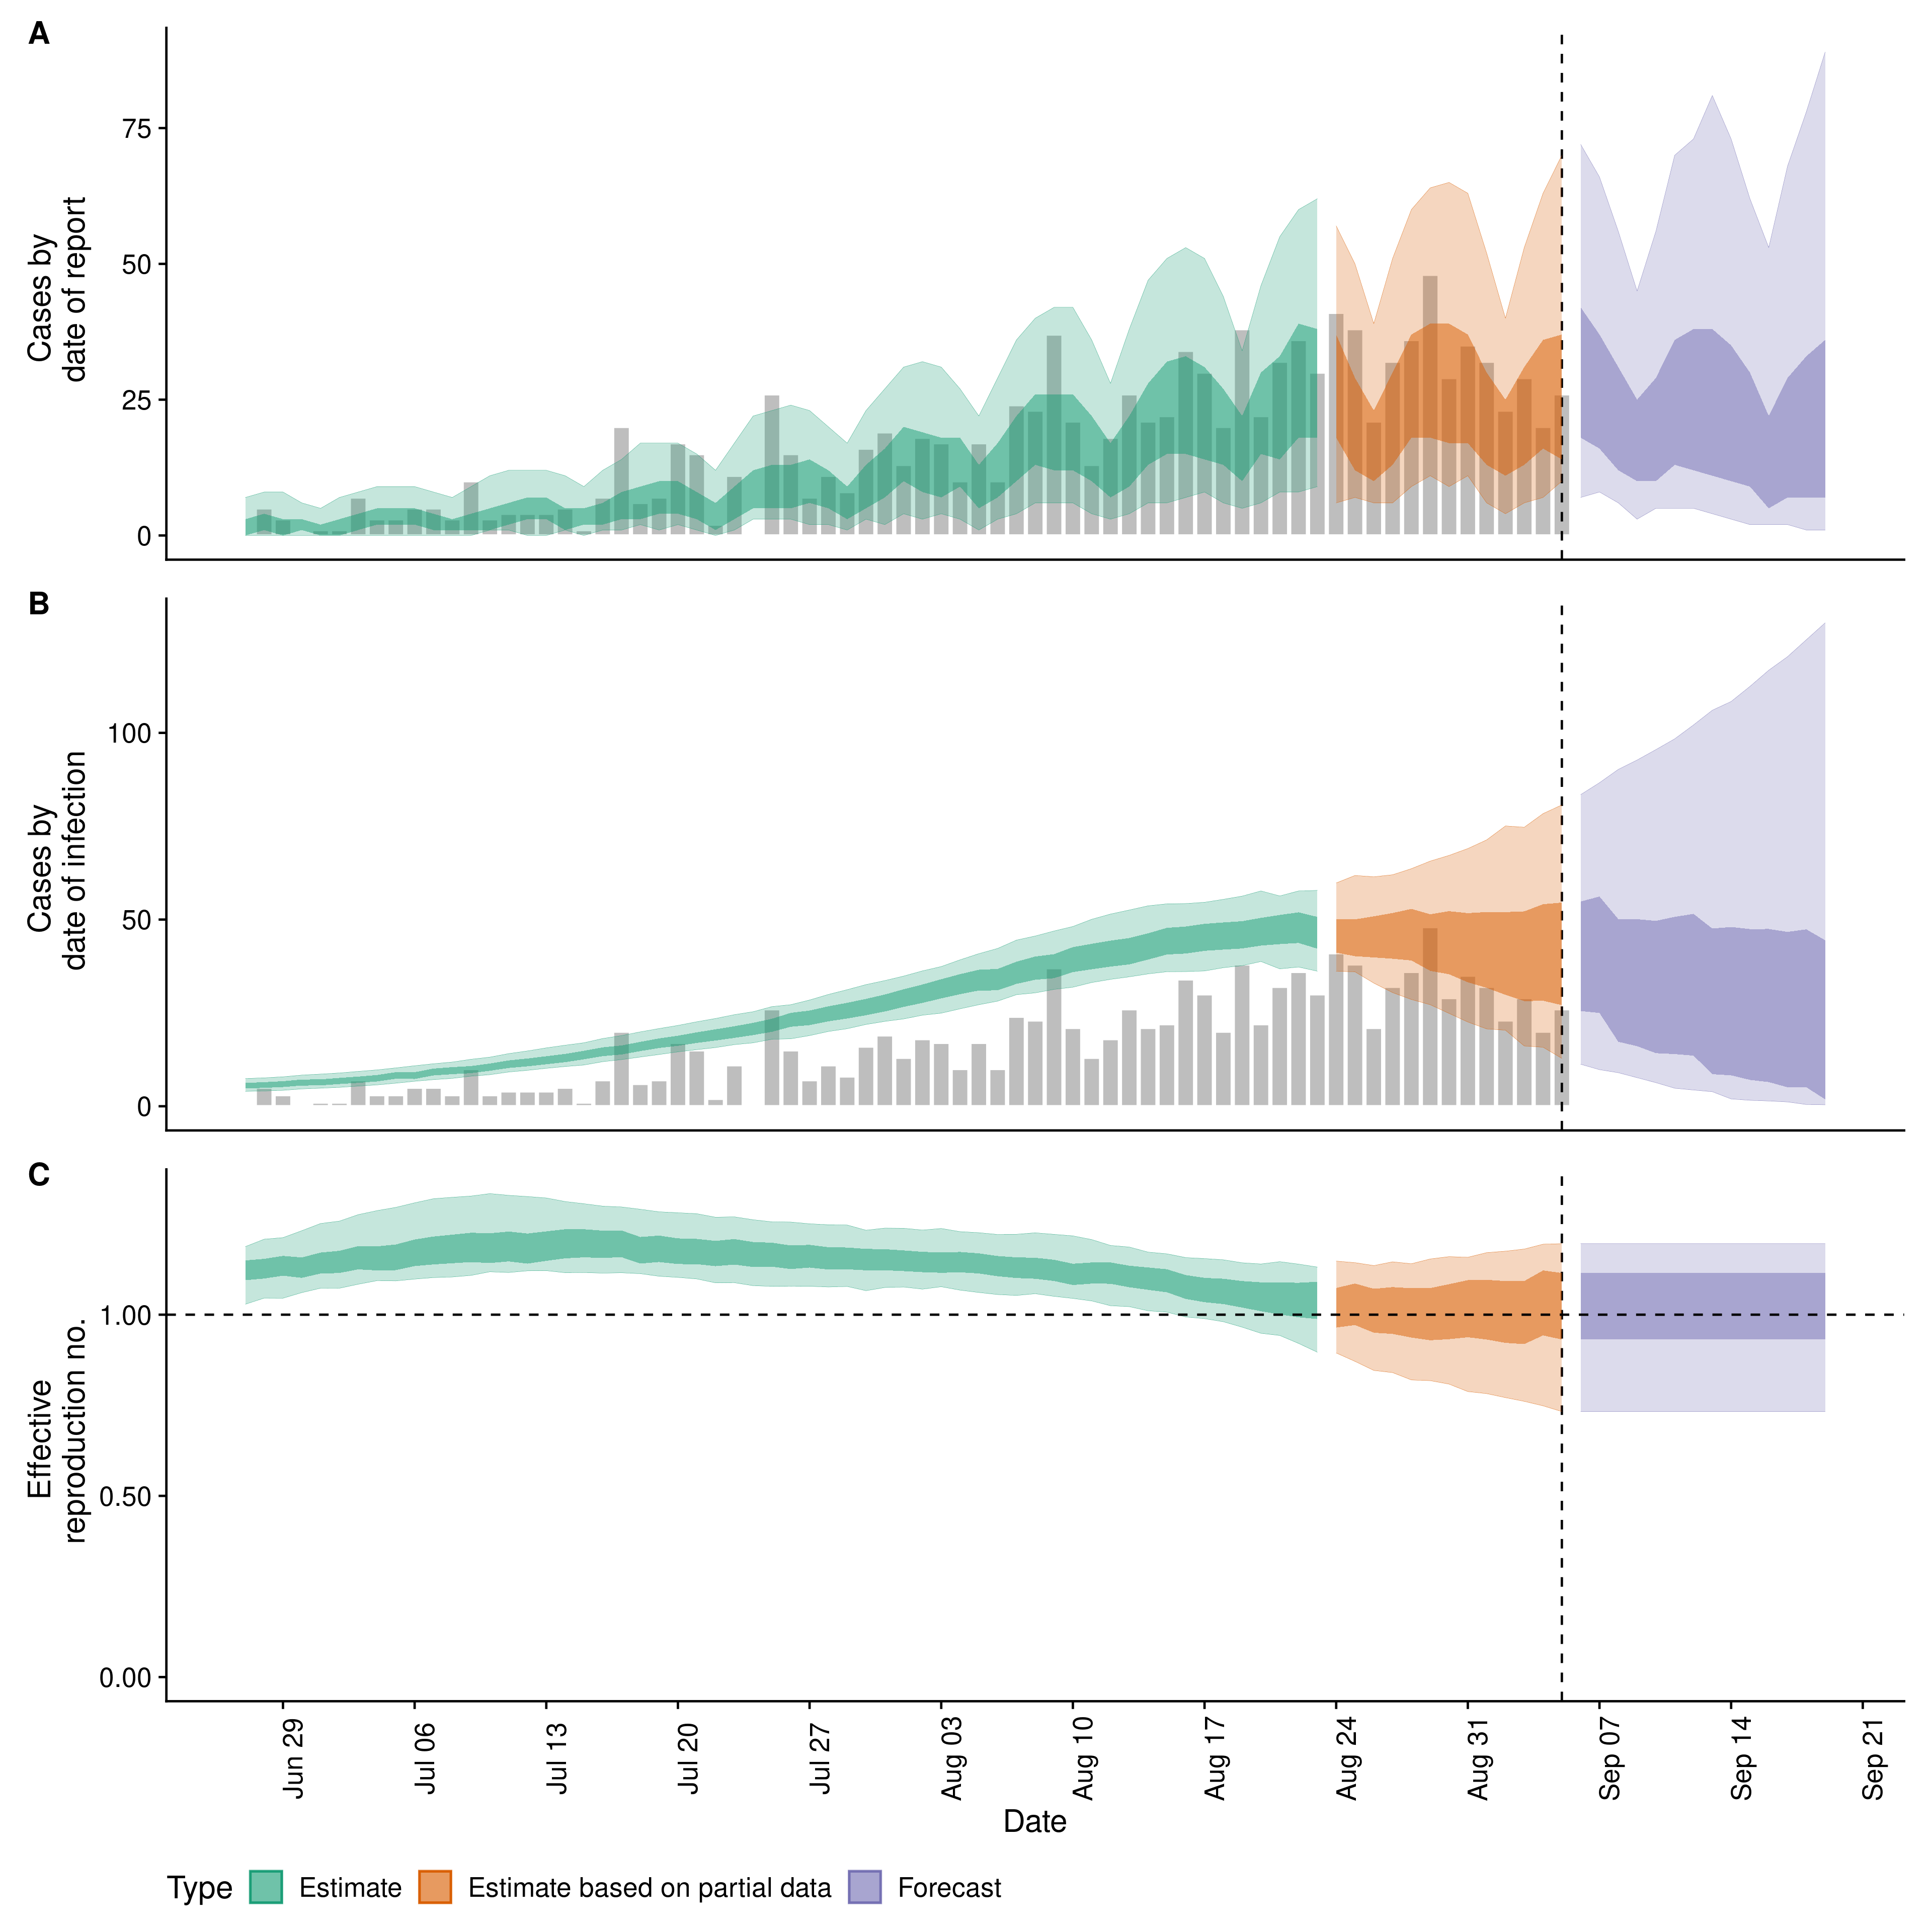 A
Cases by
date of report
75
50
25
0
B
Cases by
date of infection
100
50
0
C
Effective
reproduction no.
1.00
0.50
0.00
Jun 29
Jul 06
Jul 13
Jul 20
Jul 27
Aug 03
Aug 10
Aug 17
Aug 24
Aug 31
Sep 07
Sep 14
Sep 21
Date
Type Estimate Estimate based on partial data Forecast